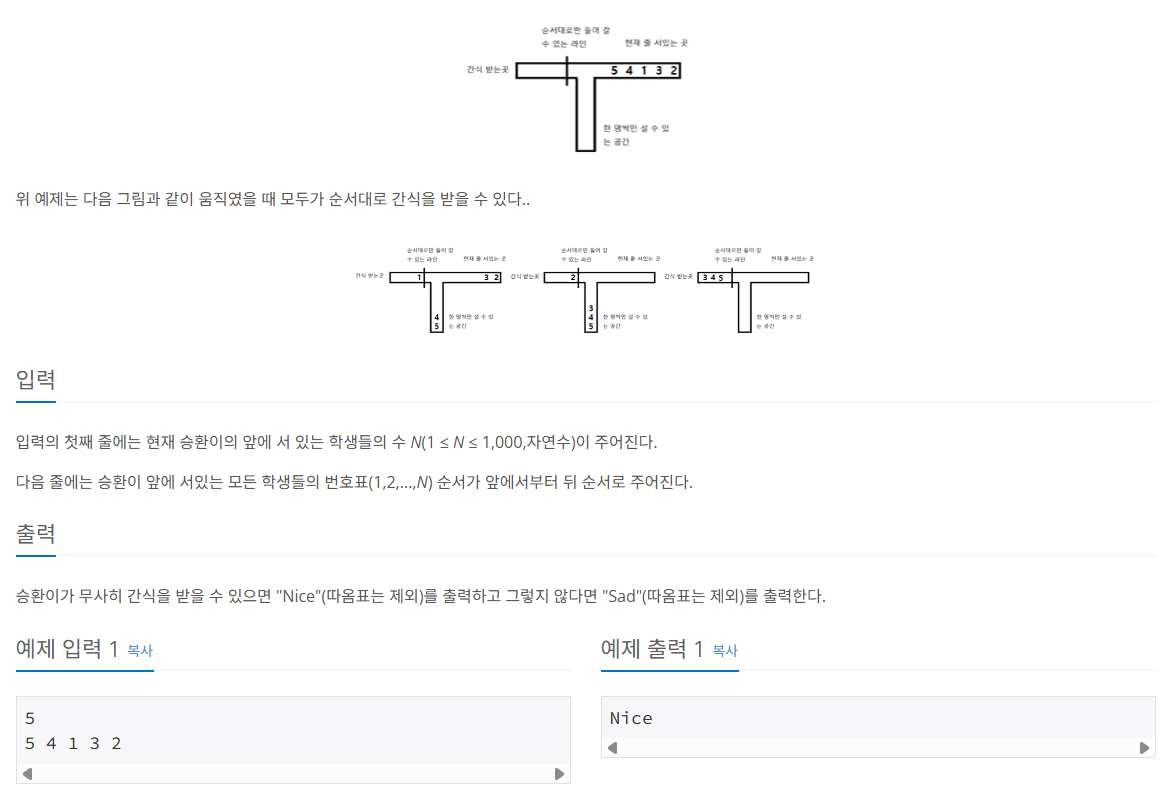 순서대로만 들어 갈
수 있는 라인
현재 줄 서있는 곳
간식 받는곳
5 4 1 3 2
한 명씩만 설 수 있
는 공간
위 예제는 다음 그림과 같이 움직였을 때 모두가 순서대로 간식을 받을 수 있다..
순서대로만 들어 갈
수 있는 라인
현재 줄 서있는 곳
간식 받는곳
1
3 2
4
5
한 명씩만 설 수 있
는 공간
순서대로만 들어 갈
수 있는 라인
현재 줄 서있는 곳
간식 받는곳
2
3
4
5
한 명씩만 설 수 있
는 공간
순서대로만 들어 갈
수 있는 라인
현재 줄 서있는 곳
간식 받는곳
3 4 5
한 명씩만 설 수 있
는 공간
입력
입력의 첫째 줄에는 현재 승환이의 앞에 서 있는 학생들의 수 N(1 ≤ N ≤ 1,000,자연수)이 주어진다.
다음 줄에는 승환이 앞에 서있는 모든 학생들의 번호표(1,2,...,N) 순서가 앞에서부터 뒤 순서로 주어진다.
출력
승환이가 무사히 간식을 받을 수 있으면 "Nice"(따옴표는 제외)를 출력하고 그렇지 않다면 "Sad"(따옴표는 제외)를 출력한다.
예제 입력 1 복사
5
5 4 1 3 2
예제 출력 1 복사
Nice